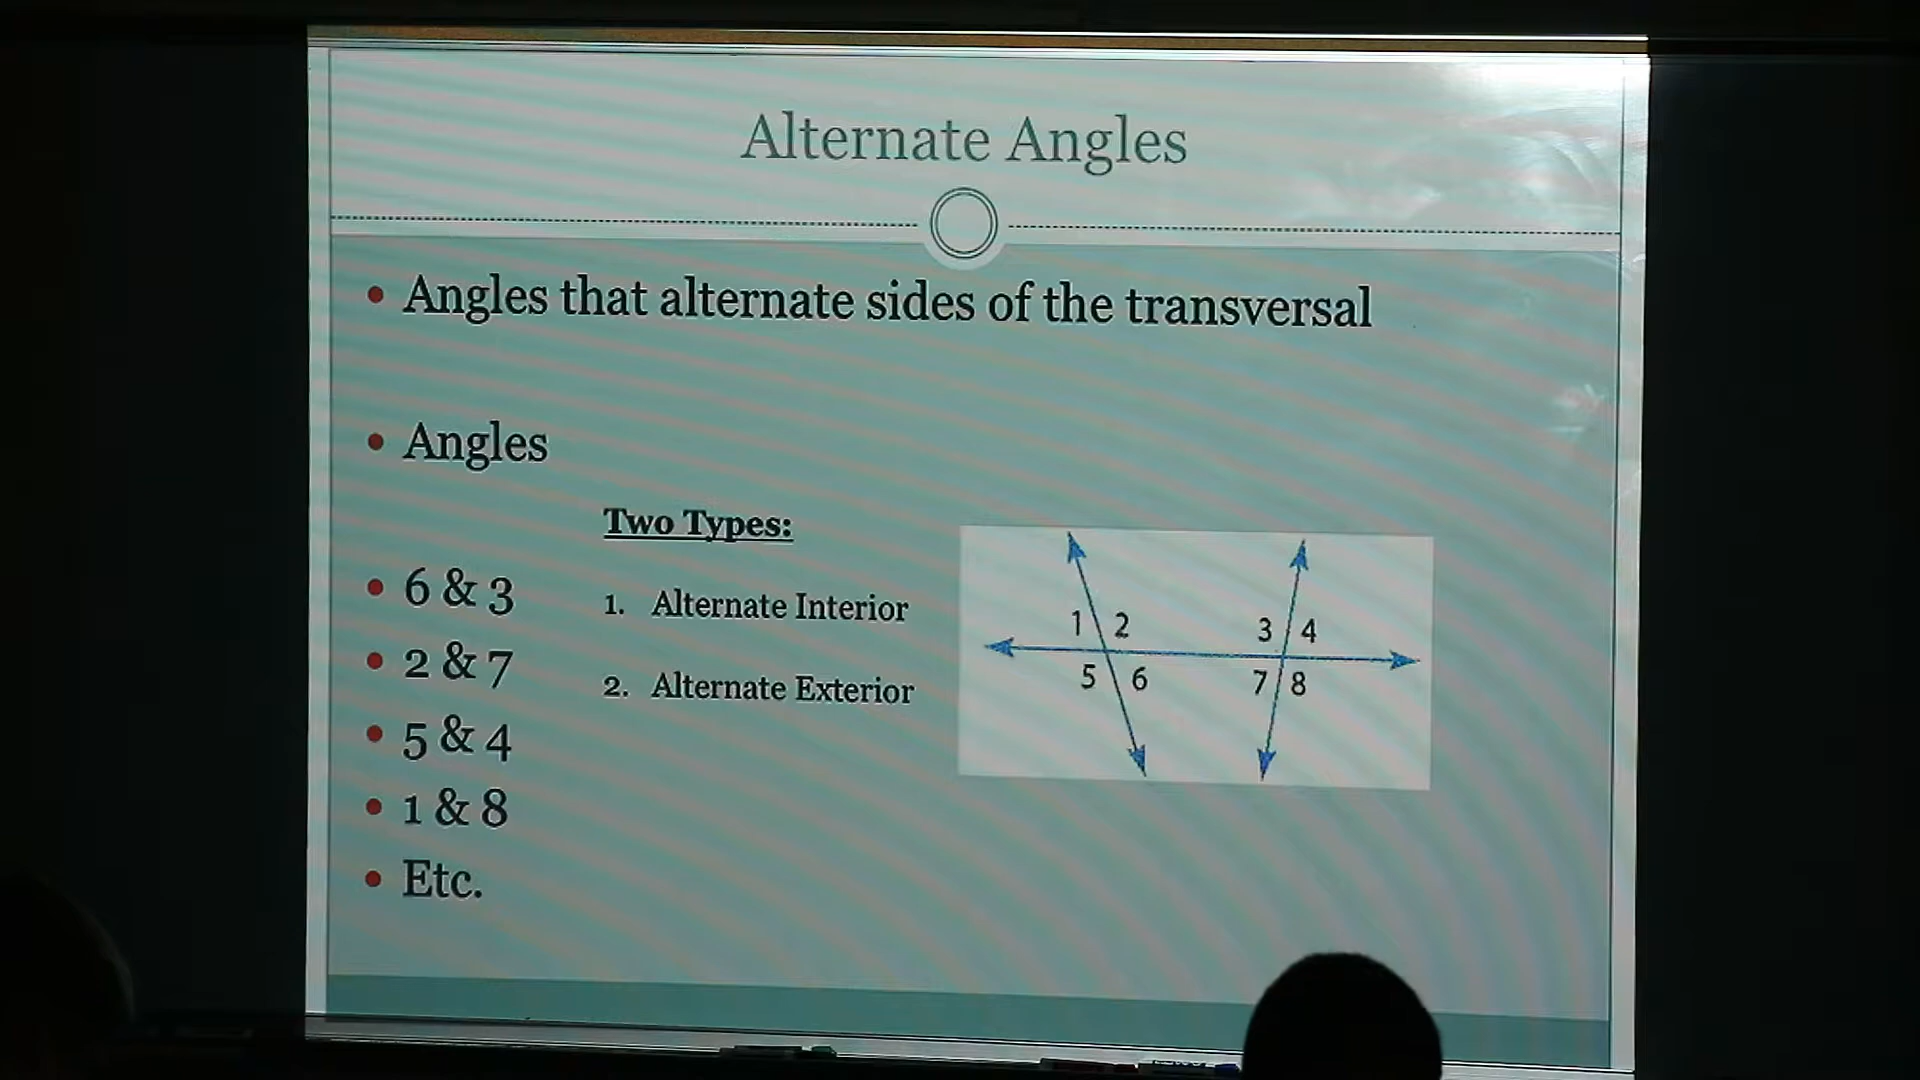 Alternate Angles
• Angles that alternate sides of the transversal
• Angles
Two Types:
• 6 & 3
1. Alternate Interior
• 2 & 7
2. Alternate Exterior
• 5 & 4
• 1 & 8
• Etc.
1 2 3 4
5 6 7 8